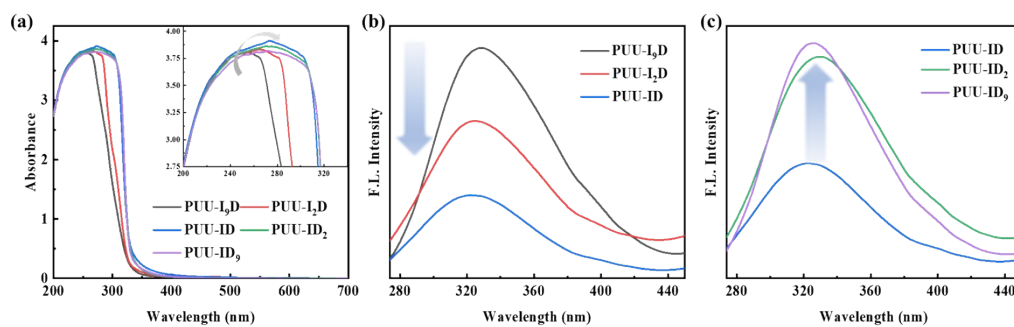 (a)
4
3
2
1
0
Absorbance
200 300 400 500 600 700
Wavelength (nm)
4.00
3.75
3.50
3.25
3.00
2.75
200 240 280 320 360
PUU-I₉D PUU-I₂D
PUU-ID PUU-ID₂
PUU-ID₉
(b)
F.L. Intensity
PUU-I₉D
PUU-I₂D
PUU-ID
280 320 360 400 440
Wavelength (nm)
(c)
F.L. Intensity
PUU-ID
PUU-ID₂
PUU-ID₉
280 320 360 400 440
Wavelength (nm)